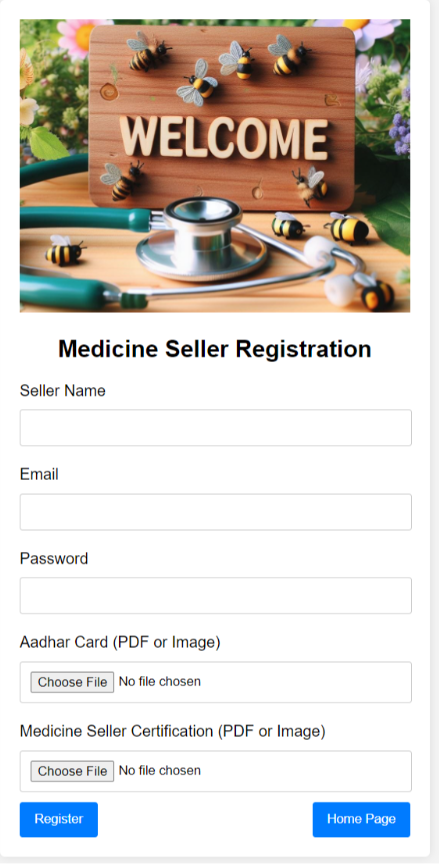 WELCOME
Medicine Seller Registration
Seller Name
Email
Password
Aadhar Card (PDF or Image)
Choose File No file chosen
Medicine Seller Certification (PDF or Image)
Choose File No file chosen
Register Home Page